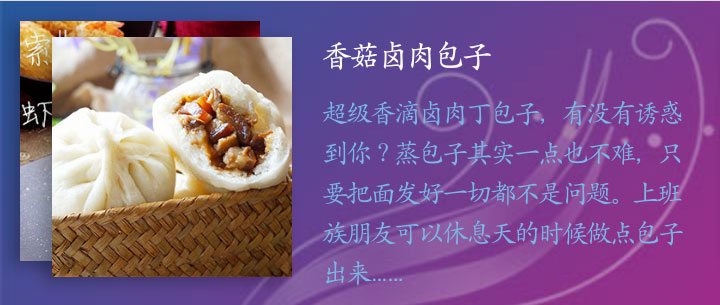 索
虾
香菇卤肉包子
超级香滴卤肉丁包子，有没有诱惑
到你？蒸包子其实一点也不难，只
要把面发好一切都不是问题。上班
族朋友可以休息天的时候做点包子
出来……